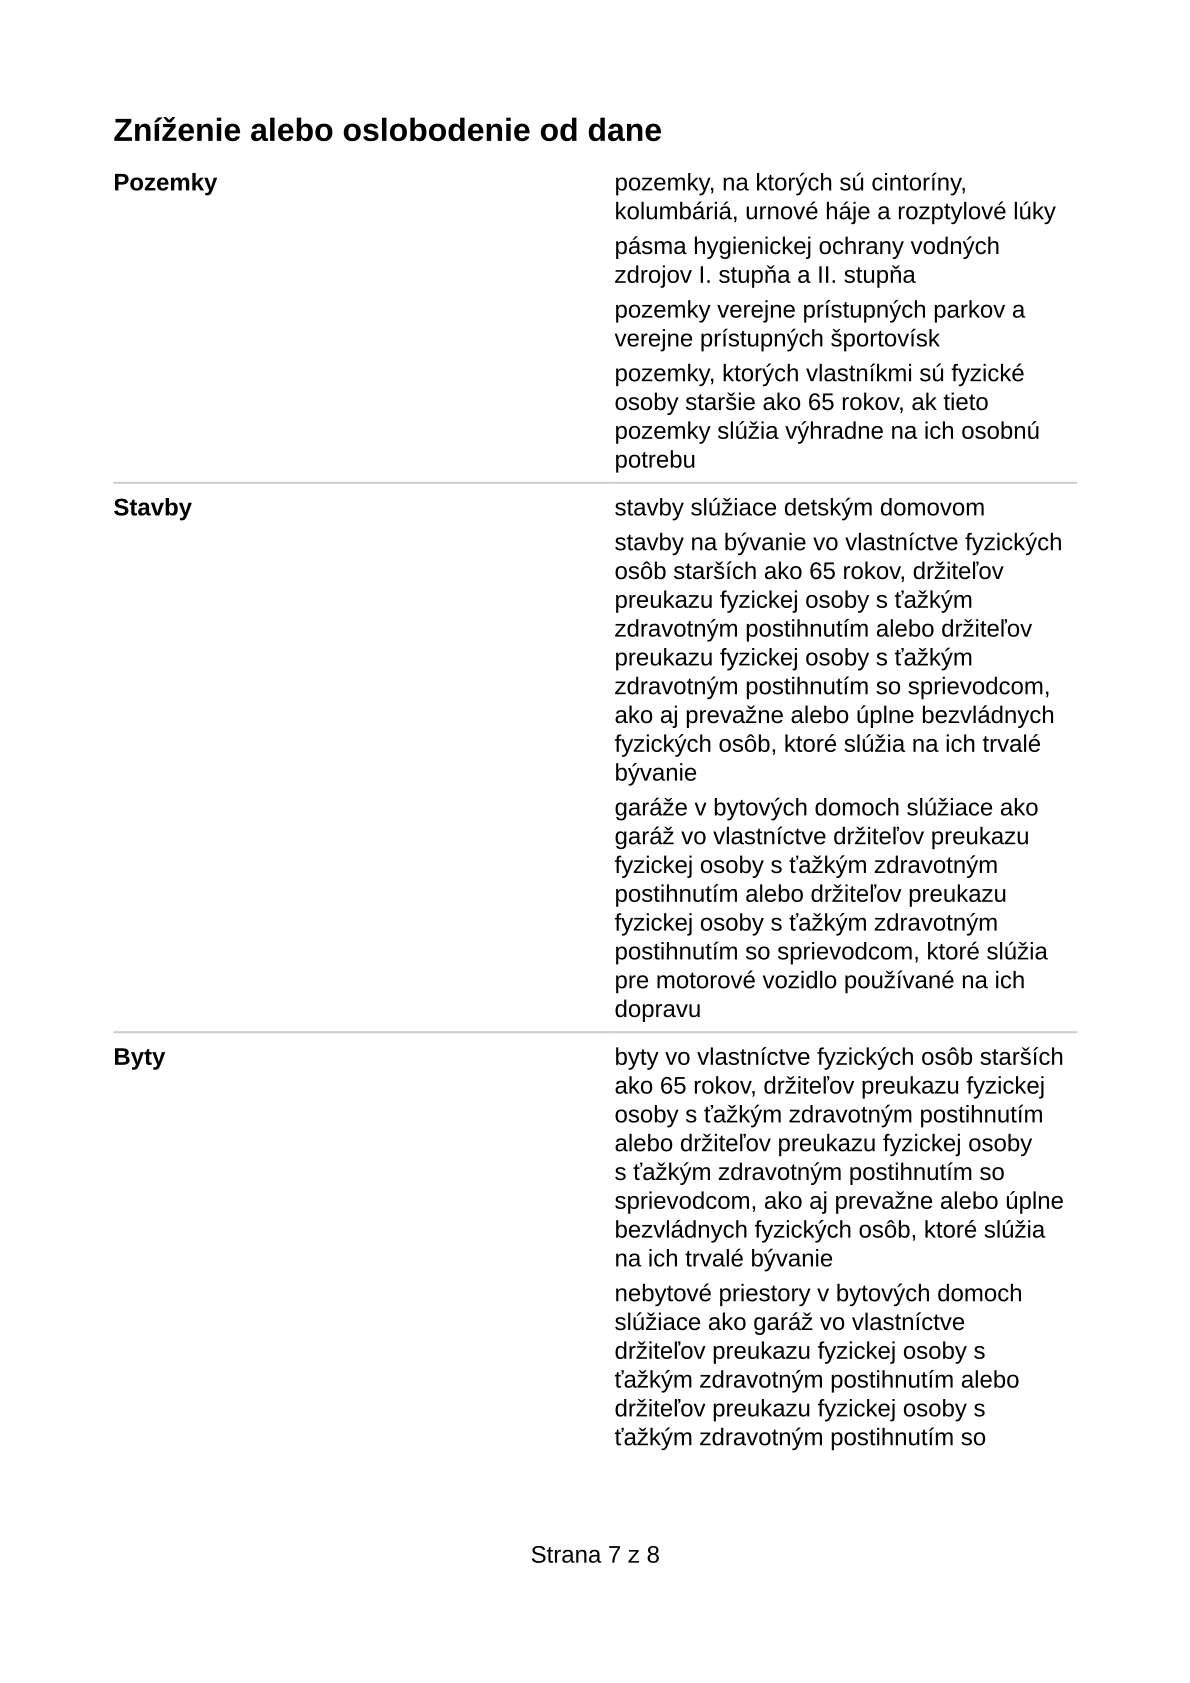 Zníženie alebo oslobodenie od dane
Pozemky
pozemky, na ktorých sú cintoríny,
kolumbáriá, urnové háje a rozptylové lúky
pásma hygienickej ochrany vodných
zdrojov I. stupňa a II. stupňa
pozemky verejne prístupných parkov a
verejne prístupných športovísk
pozemky, ktorých vlastníkmi sú fyzické
osoby staršie ako 65 rokov, ak tieto
pozemky slúžia výhradne na ich osobnú
potrebu
Stavby
stavby slúžiace detským domovom
stavby na bývanie vo vlastníctve fyzických
osôb starších ako 65 rokov, držiteľov
preukazu fyzickej osoby s ťažkým
zdravotným postihnutím alebo držiteľov
preukazu fyzickej osoby s ťažkým
zdravotným postihnutím so sprievodcom,
ako aj prevažne alebo úplne bezvládnych
fyzických osôb, ktoré slúžia na ich trvalé
bývanie
garáže v bytových domoch slúžiace ako
garáž vo vlastníctve držiteľov preukazu
fyzickej osoby s ťažkým zdravotným
postihnutím alebo držiteľov preukazu
fyzickej osoby s ťažkým zdravotným
postihnutím so sprievodcom, ktoré slúžia
pre motorové vozidlo používané na ich
dopravu
Byty
byty vo vlastníctve fyzických osôb starších
ako 65 rokov, držiteľov preukazu fyzickej
osoby s ťažkým zdravotným postihnutím
alebo držiteľov preukazu fyzickej osoby
s ťažkým zdravotným postihnutím so
sprievodcom, ako aj prevažne alebo úplne
bezvládnych fyzických osôb, ktoré slúžia
na ich trvalé bývanie
nebytové priestory v bytových domoch
slúžiace ako garáž vo vlastníctve
držiteľov preukazu fyzickej osoby s
ťažkým zdravotným postihnutím alebo
držiteľov preukazu fyzickej osoby s
ťažkým zdravotným postihnutím so
Strana 7 z 8